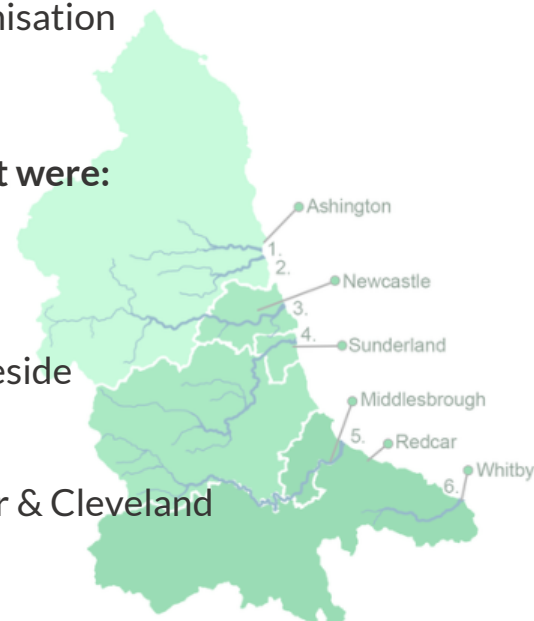 nisation
t were:
Ashington
1.
2.
Newcastle
3.
4.
Sunderland
eside
Middlesbrough
5.
Redcar
Whitby
6.
r & Cleveland